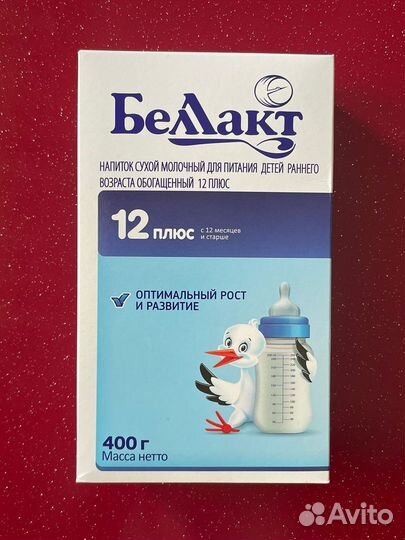 БеЛЛакт
НАПИТОК СУХОЙ МОЛОЧНЫЙ ДЛЯ ПИТАНИЯ ДЕТЕЙ РАННЕГО
ВОЗРАСТА ОБОГАЩЕННЫЙ 12 ПЛЮС
12 плюс
с 12 месяцев
и старше
ОПТИМАЛЬНЫЙ РОСТ
И РАЗВИТИЕ
400 г
Масса нетто
Avito